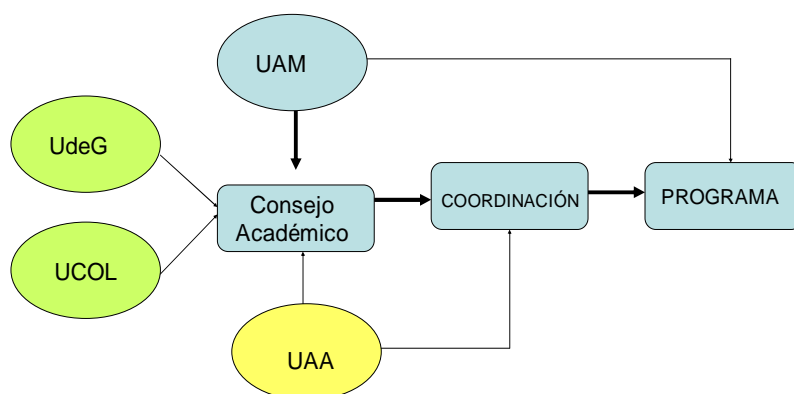 UAM
UdeG
Consejo
Académico
COORDINACIÓN
PROGRAMA
UCOL
UAA